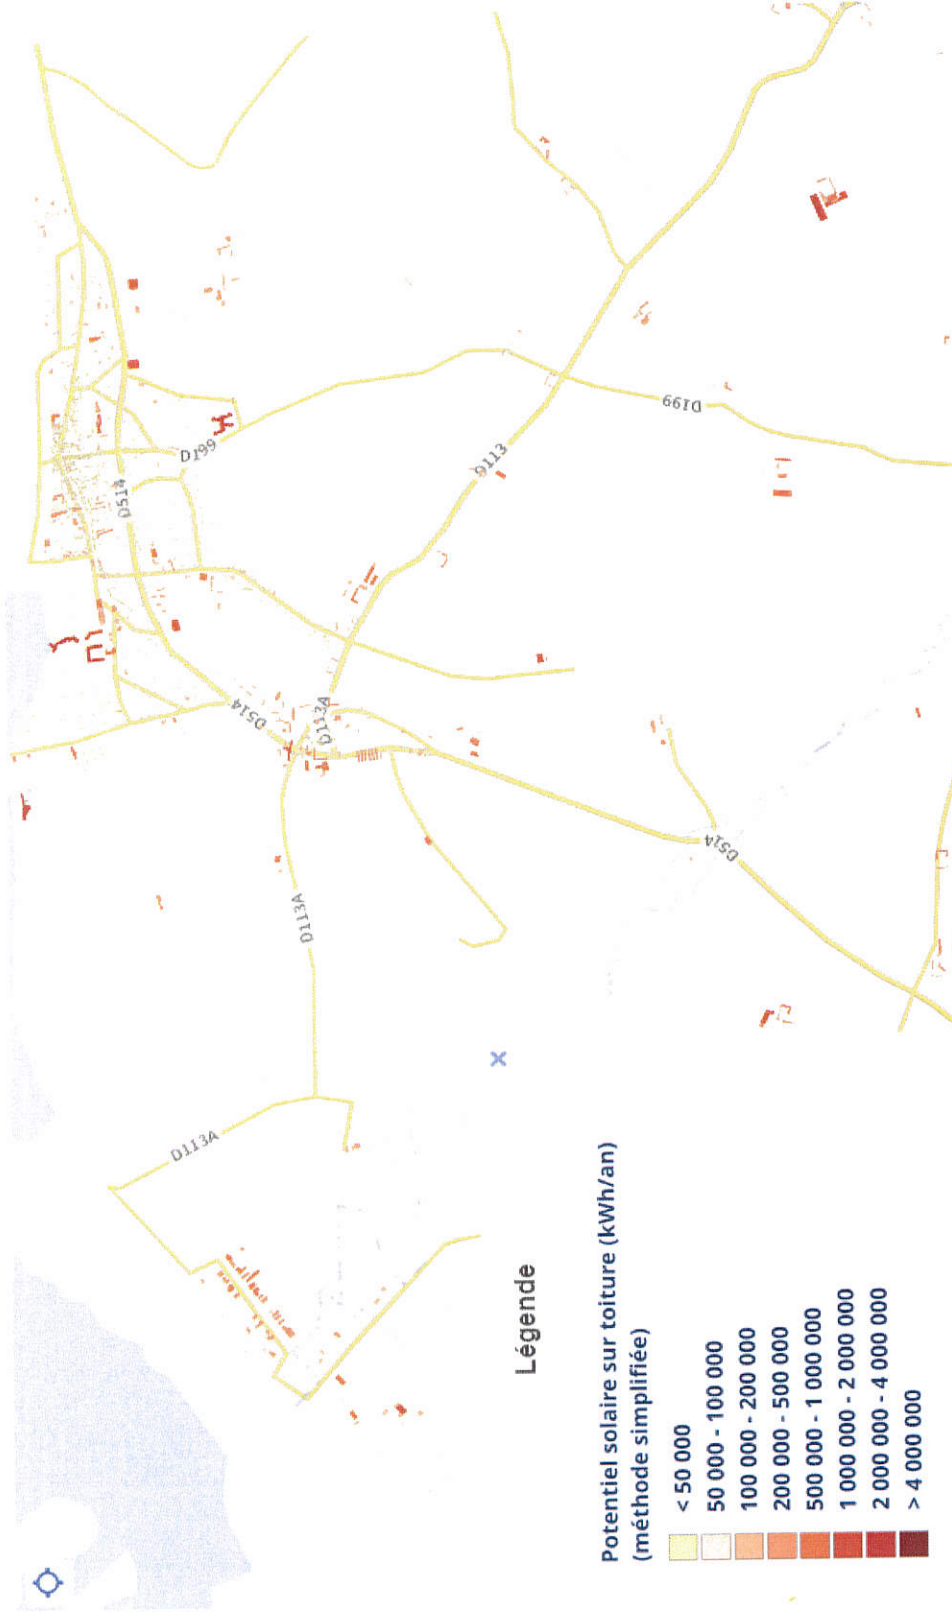 D514
D199
D113
D199
D514
D113A
D113A
D514
D113A
Légende
Potentiel solaire sur toiture (kWh/an)
(méthode simplifiée)
< 50 000
50 000 - 100 000
100 000 - 200 000
200 000 - 500 000
500 000 - 1 000 000
1 000 000 - 2 000 000
2 000 000 - 4 000 000
> 4 000 000